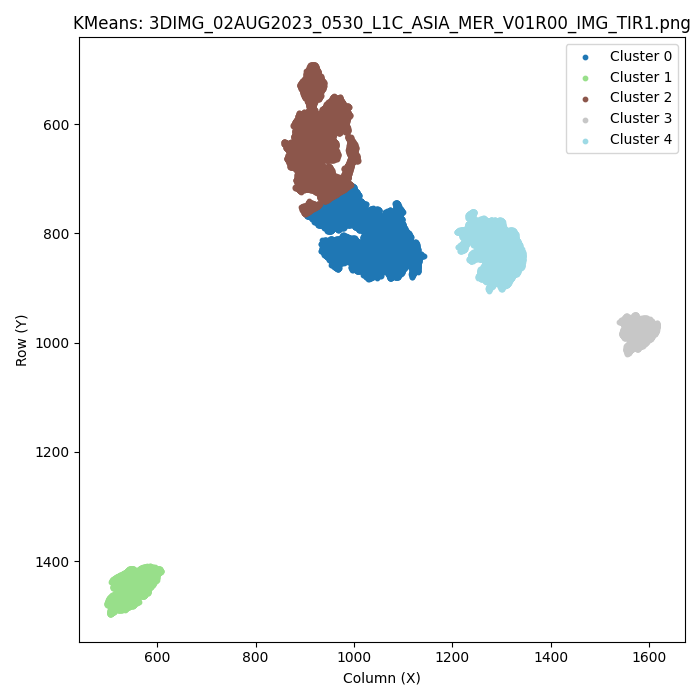 KMeans: 3DIMG_02AUG2023_0530_L1C_ASIA_MER_V01R00_IMG_TIR1.png
Cluster 0
Cluster 1
Cluster 2
Cluster 3
Cluster 4
600
800
1000
1200
1400
Row (Y)
600 800 1000 1200 1400 1600
Column (X)